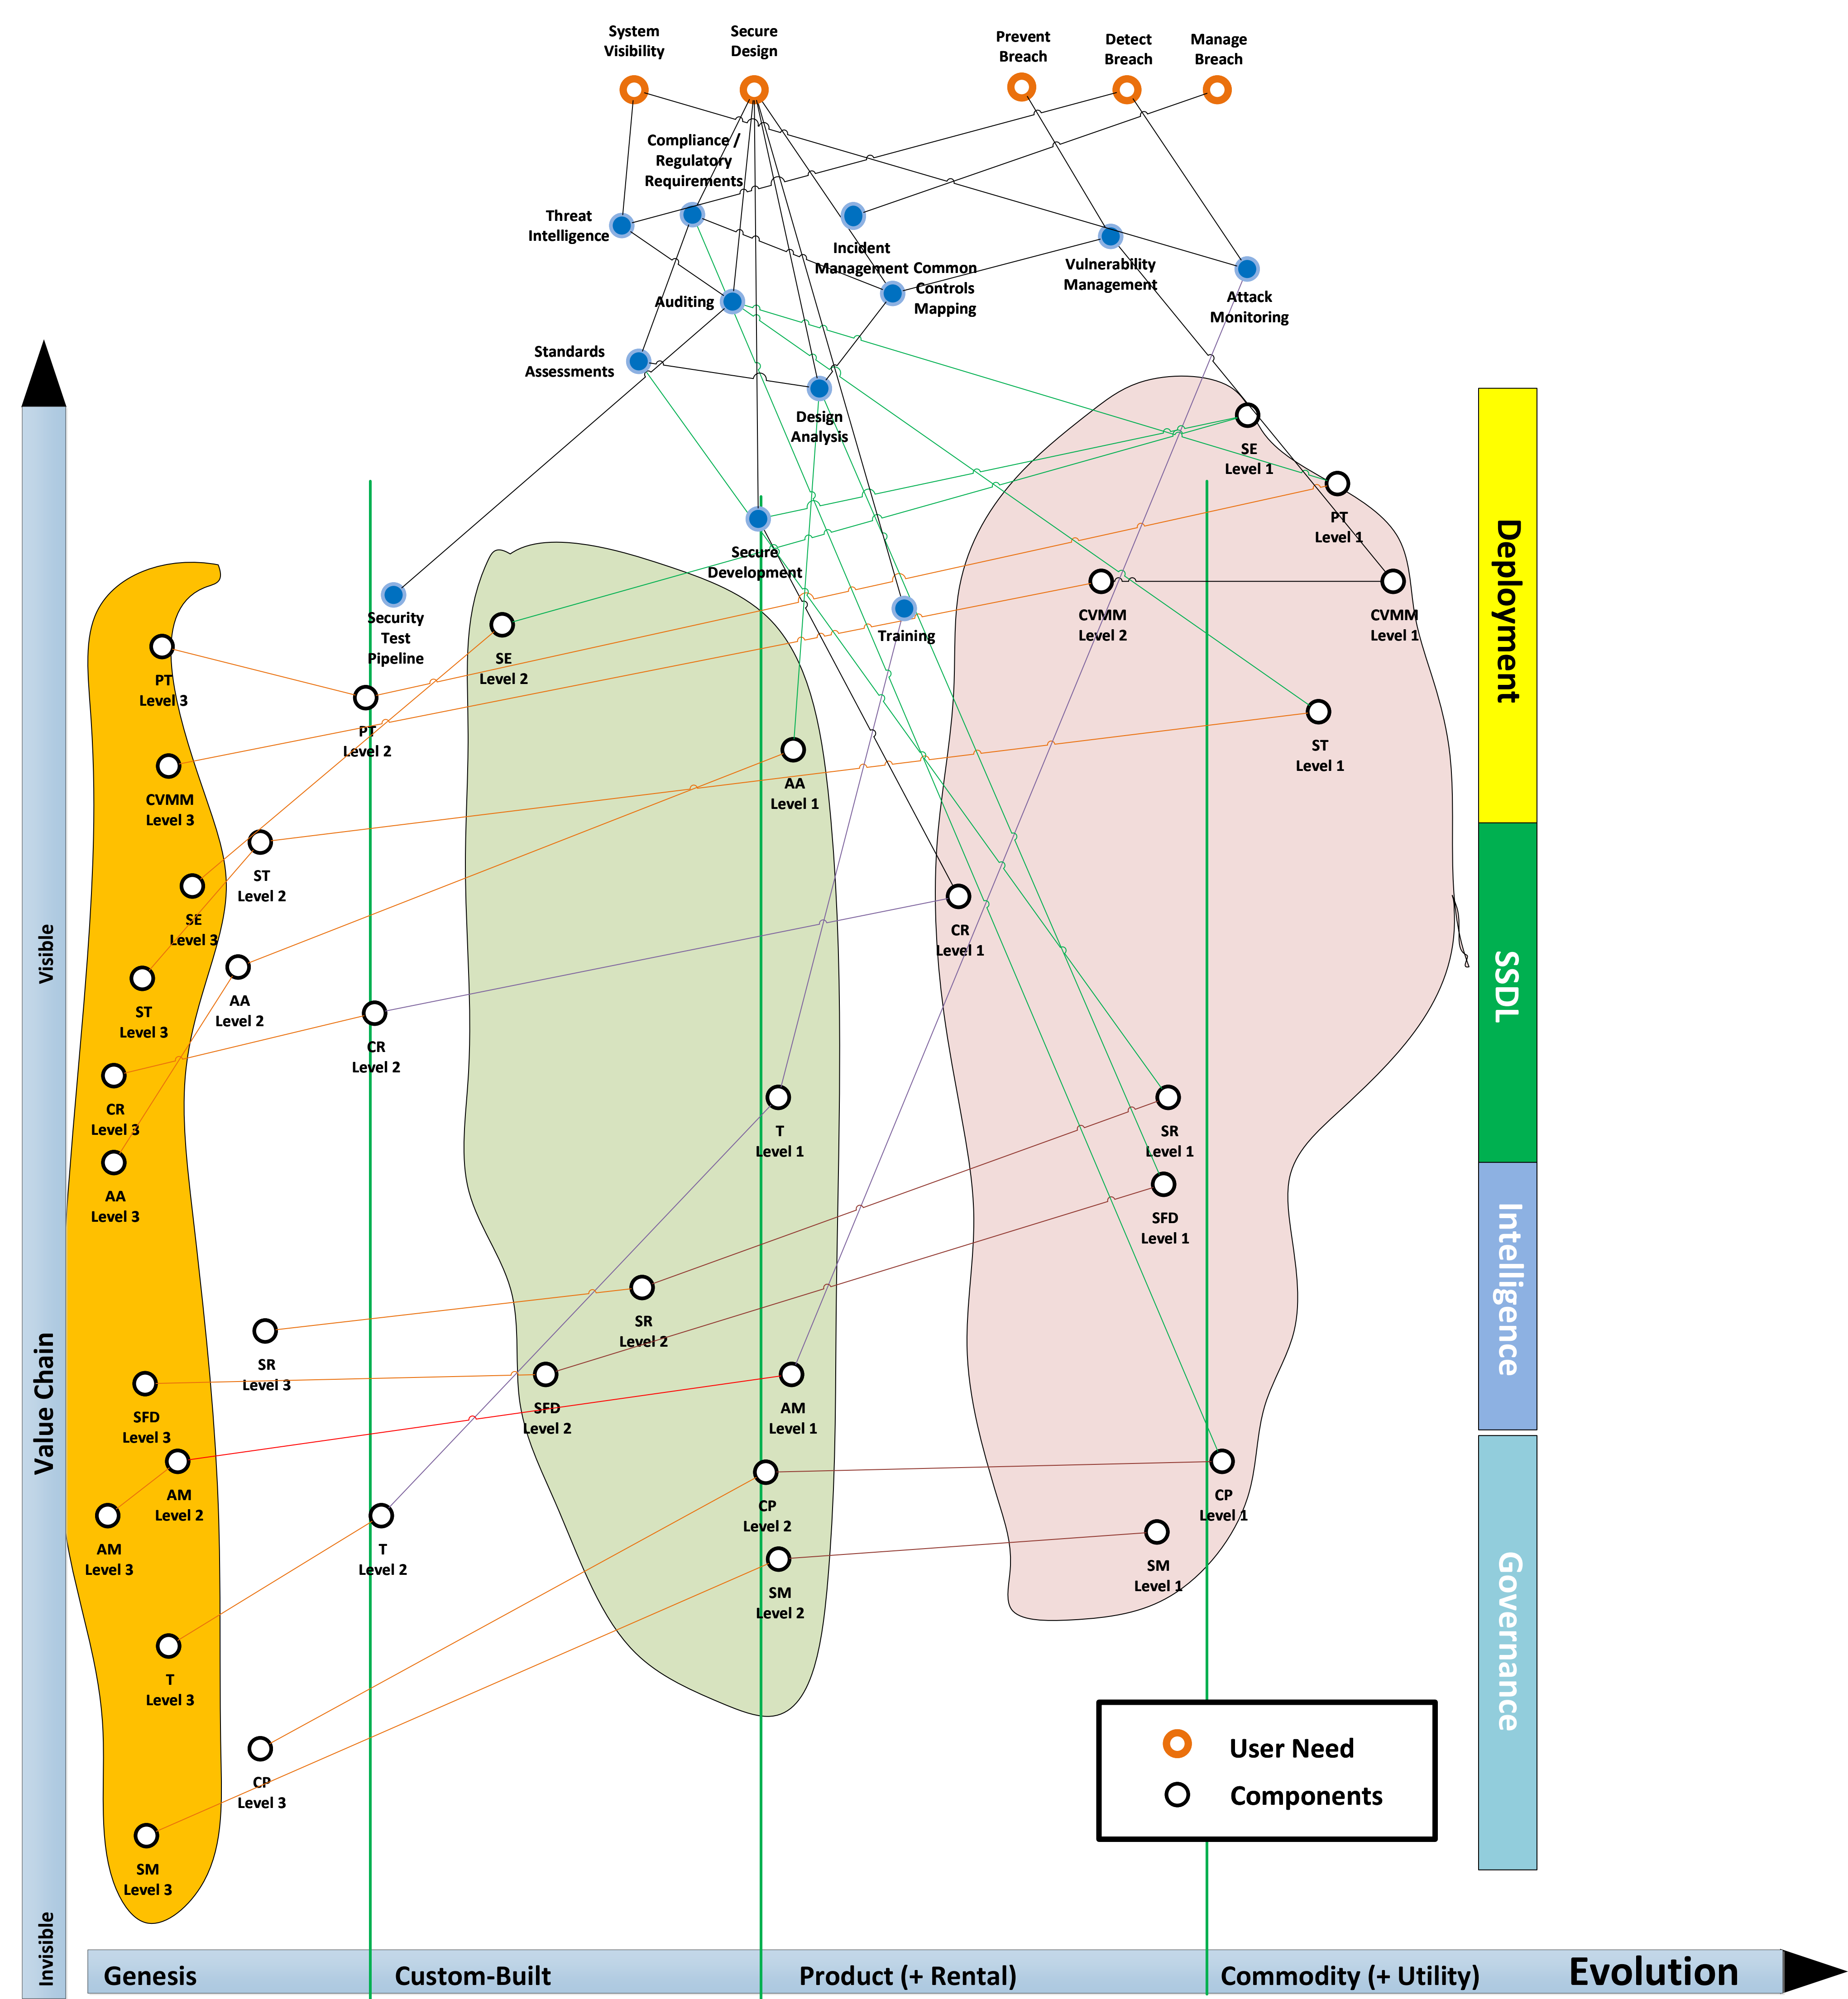 System
Visibility
Secure
Design
Prevent
Breach
Detect
Breach
Manage
Breach
Compliance /
Regulatory
Requirements
Threat
Intelligence
Incident
Management
Common
Controls
Mapping
Vulnerability
Management
Attack
Monitoring
Auditing
Standards
Assessments
Design
Analysis
Secure
Development
Security
Test
Pipeline
Training
SE
Level 1
PT
Level 1
CVMM
Level 2
CVMM
Level 1
SE
Level 2
PT
Level 3
PT
Level 2
ST
Level 1
CVMM
Level 3
AA
Level 1
ST
Level 2
SE
Level 3
CR
Level 1
AA
Level 2
ST
Level 3
CR
Level 2
CR
Level 3
T
Level 1
SR
Level 1
AA
Level 3
SFD
Level 1
SR
Level 2
SR
Level 3
SFD
Level 3
SFD
Level 2
AM
Level 1
AM
Level 2
CP
Level 2
CP
Level 1
AM
Level 3
T
Level 2
SM
Level 1
SM
Level 2
T
Level 3
CP
Level 3
SM
Level 3
User Need
Components
Deployment
SSDL
Intelligence
Governance
Visible
Value Chain
Invisible
Genesis
Custom-Built
Product (+ Rental)
Commodity (+ Utility)
Evolution